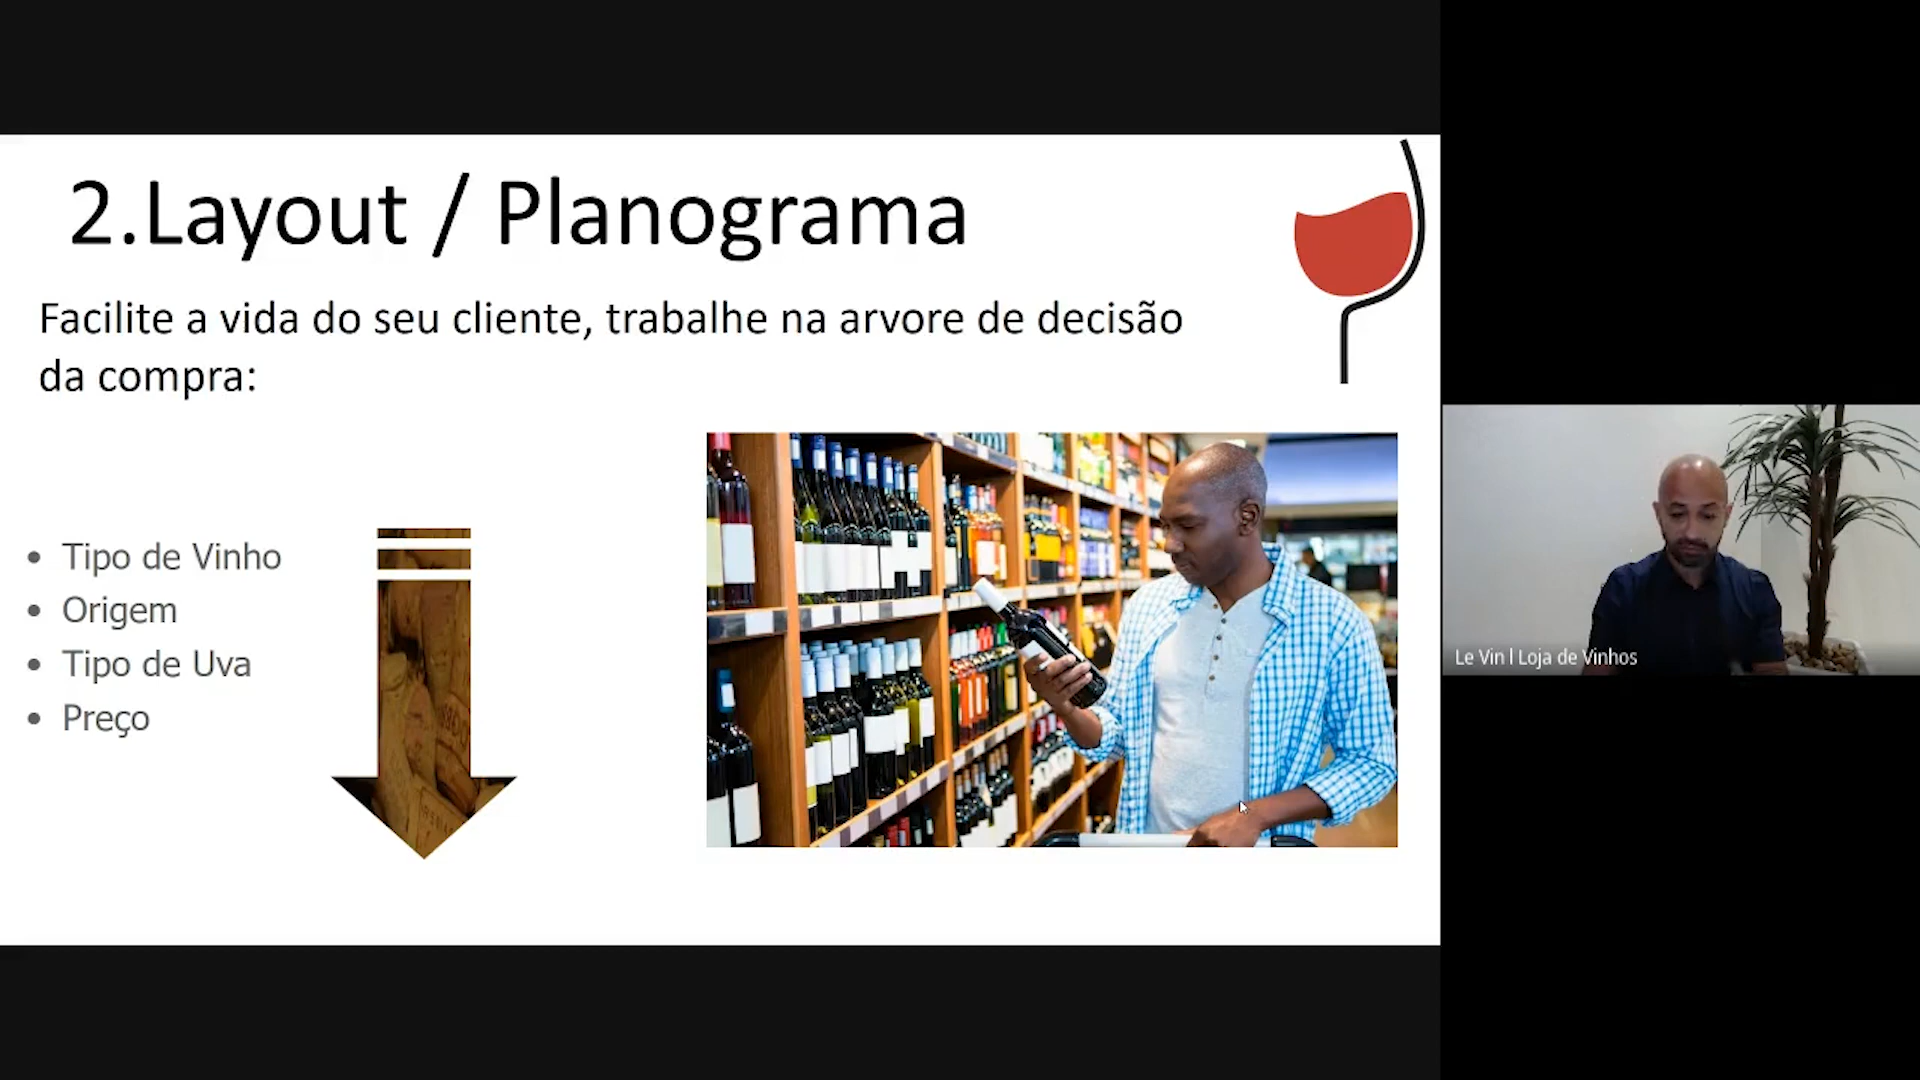 2.Layout / Planograma
Facilite a vida do seu cliente, trabalhe na arvore de decisão
da compra:
• Tipo de Vinho
• Origem
• Tipo de Uva
• Preço
Le Vin l Loja de Vinhos